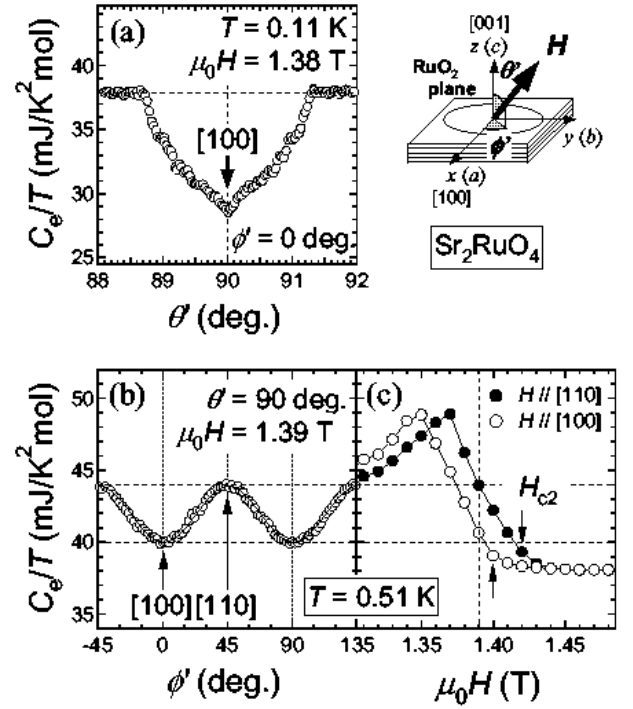 (a)
T = 0.11 K
μ₀H = 1.38 T
[100]
ϕ' = 0 deg.
Cₑ/T (mJ/K²mol)
40
35
30
25
88 89 90 91 92
θ' (deg.)
[001]
z (c)
H
θ'
RuO₂
plane
ϕ'
y (b)
x (a)
[100]
Sr₂RuO₄
(b)
θ' = 90 deg.
μ₀H = 1.39 T
[100] [110]
Cₑ/T (mJ/K²mol)
50
45
40
35
-45 0 45 90 135
ϕ' (deg.)
T = 0.51 K
(c)
H // [110]
H // [100]
Hc2
1.35 1.40 1.45
μ₀H (T)